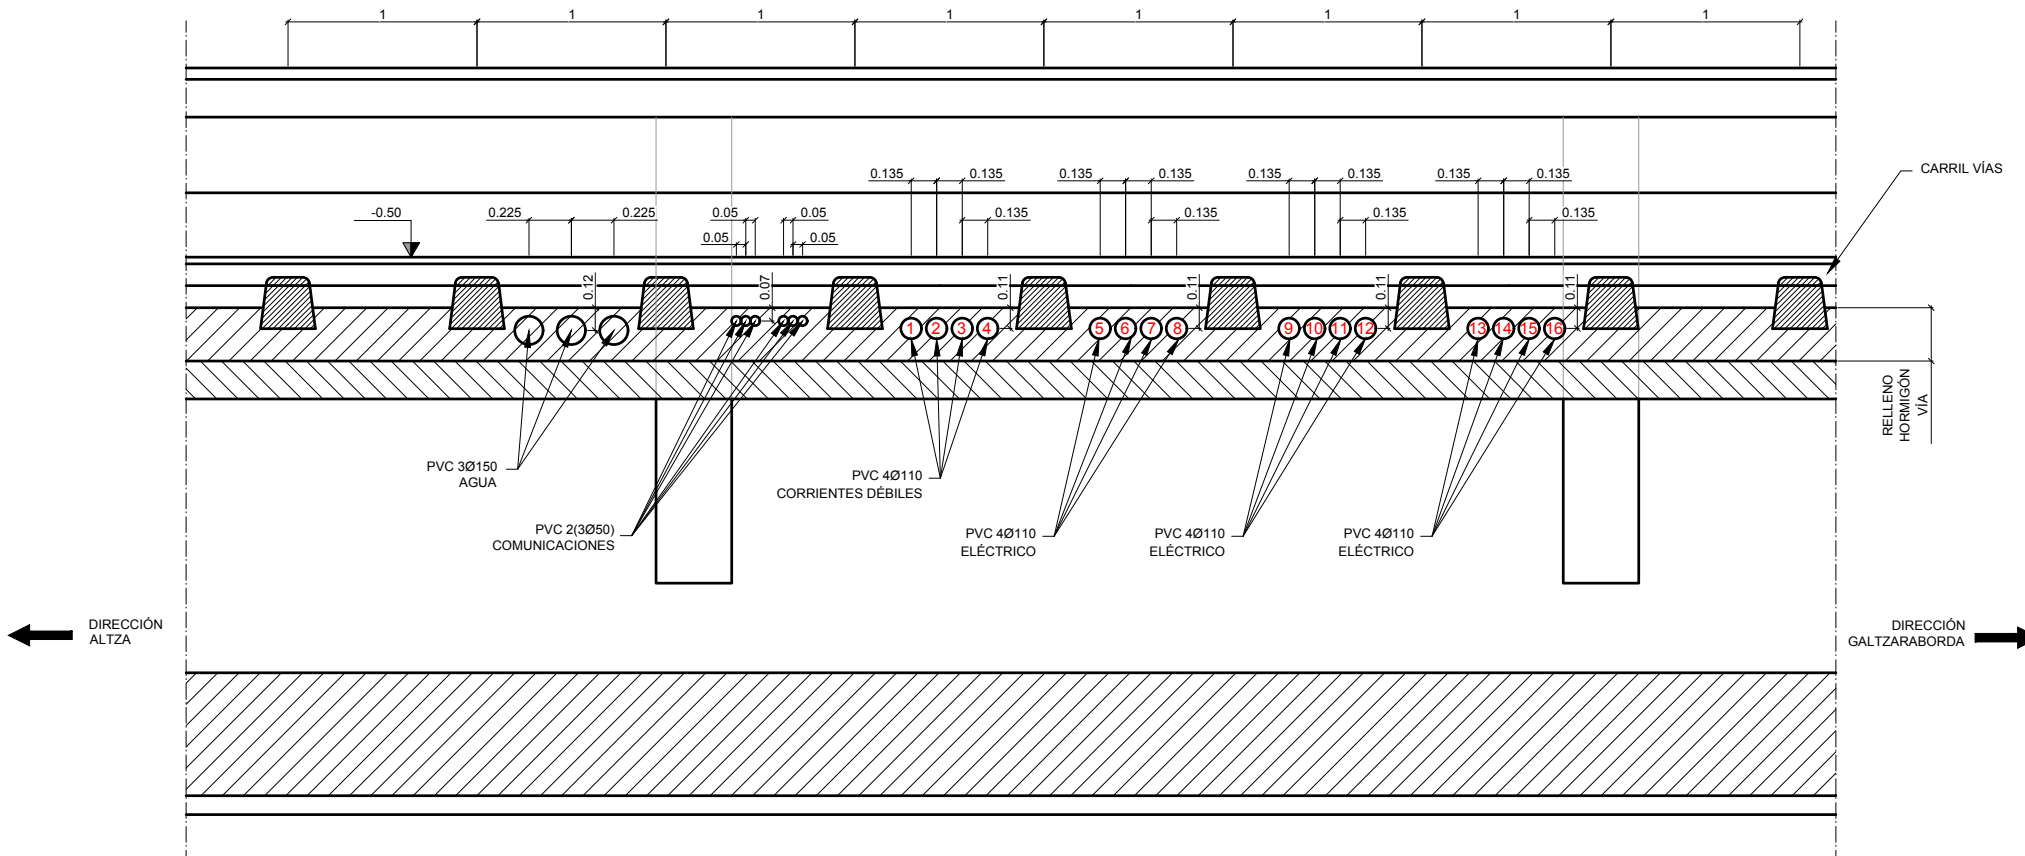 1 1 1 1 1 1 1 1
CARRIL VÍAS
0.135 0.135 0.135 0.135 0.135 0.135 0.135 0.135
-0.50 0.225 0.225 0.05 0.05 0.135 0.135 0.135 0.135
0.05 0.05
0.12 0.07 0.11 0.11 0.11 0.11
1 2 3 4 5 6 7 8 9 10 11 12 13 14 15 16
RELLENO
HORMIGÓN
VÍA
PVC 3Ø150
AGUA
PVC 4Ø110
CORRIENTES DÉBILES
PVC 2(3Ø50)
COMUNICACIONES
PVC 4Ø110
ELÉCTRICO
PVC 4Ø110
ELÉCTRICO
PVC 4Ø110
ELÉCTRICO
DIRECCIÓN
ALTZA
DIRECCIÓN
GALTZARABORDA